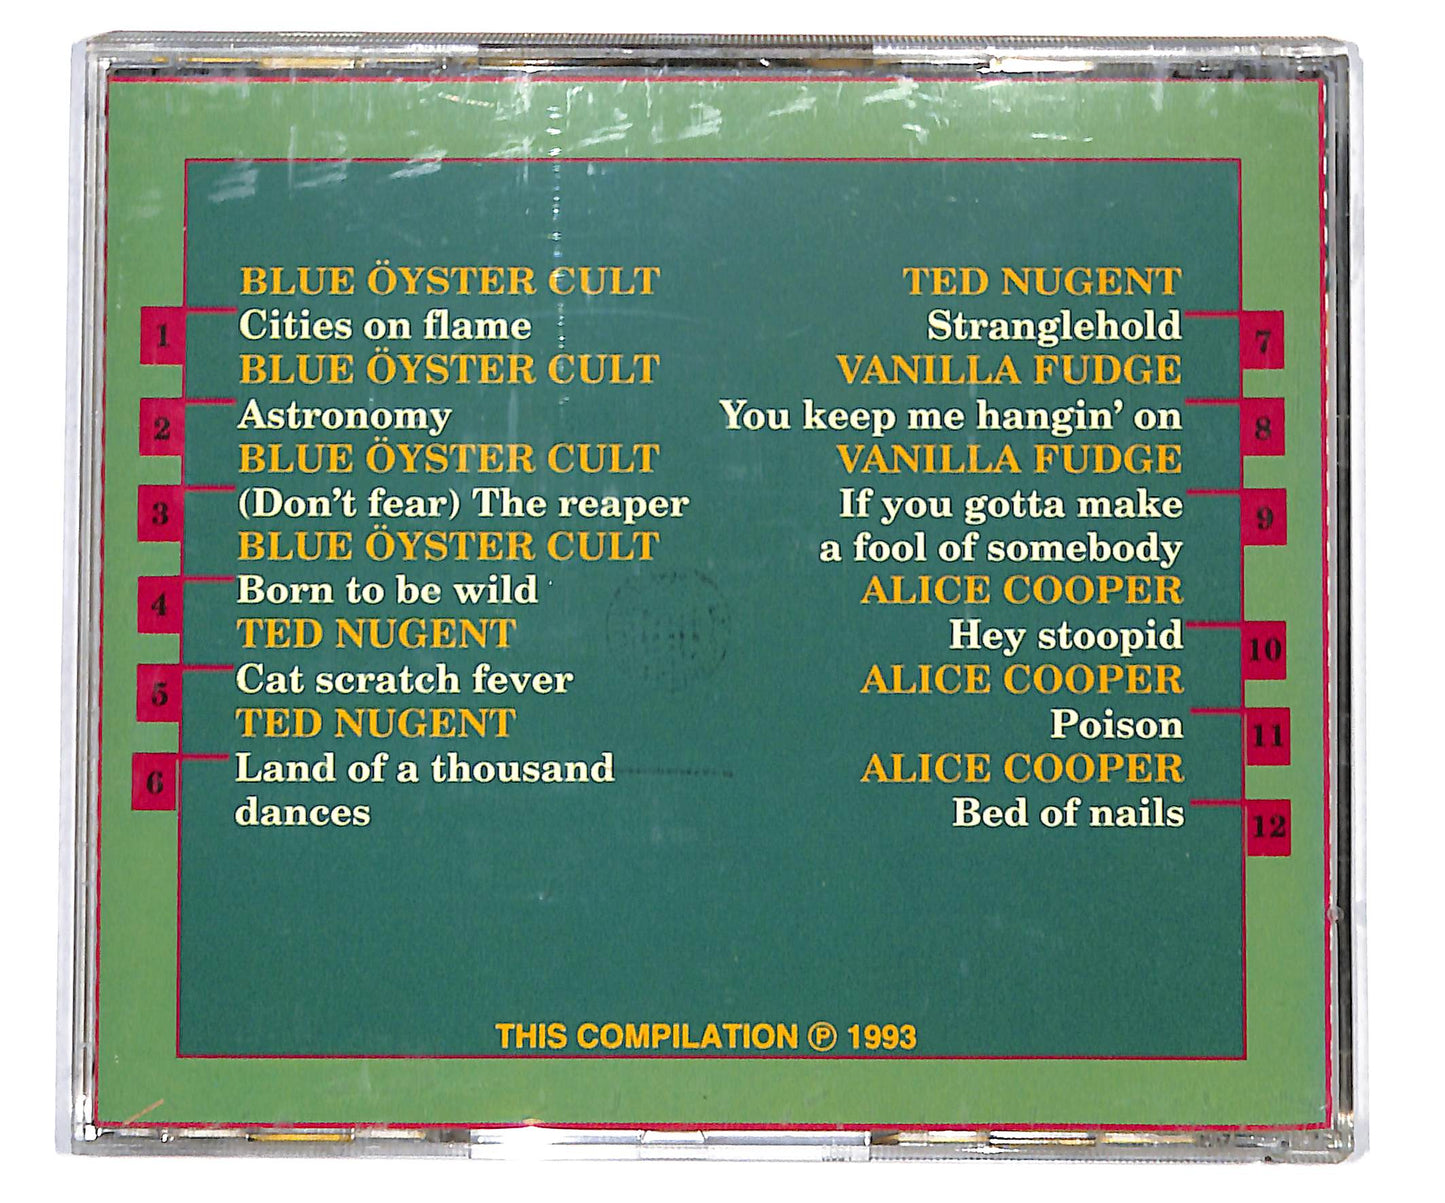 BLUE ÖYSTER CULT
1 Cities on flame
BLUE ÖYSTER CULT
2 Astronomy
BLUE ÖYSTER CULT
3 (Don't fear) The reaper
BLUE ÖYSTER CULT
4 Born to be wild
TED NUGENT
5 Cat scratch fever
TED NUGENT
6 Land of a thousand
dances
TED NUGENT
Stranglehold 7
VANILLA FUDGE
You keep me hangin' on 8
VANILLA FUDGE
If you gotta make 9
a fool of somebody
ALICE COOPER
Hey stoopid 10
ALICE COOPER
Poison 11
ALICE COOPER
Bed of nails 12
THIS COMPILATION ℗ 1993